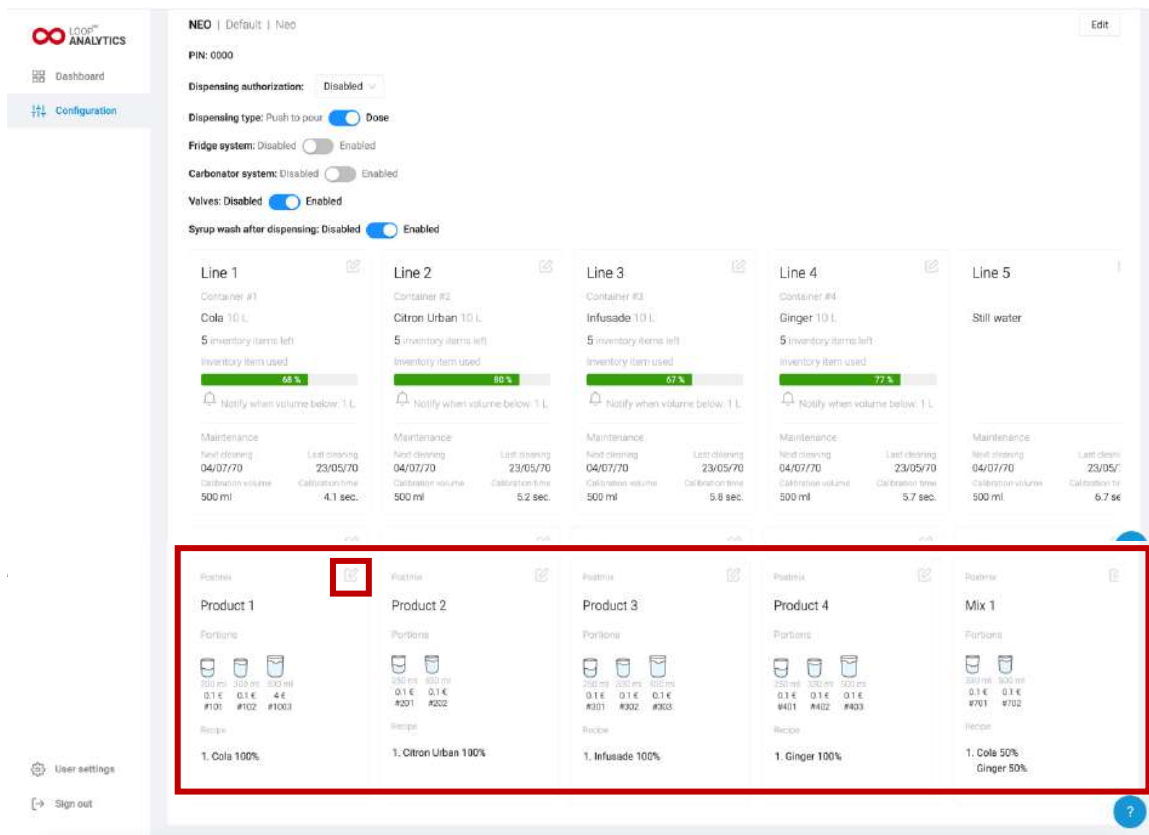 LOOP™
ANALYTICS
Dashboard
Configuration
User settings
Sign out
NEO | Default | Neo
Edit
PIN: 0000
Dispensing authorization: Disabled
Dispensing type: Push to pour Dose
Fridge system: Disabled Enabled
Carbonator system: Disabled Enabled
Valves: Disabled Enabled
Syrup wash after dispensing: Disabled Enabled
Line 1
Container #1
Cola 10 L
5 inventory items left
Inventory item used
68 %
Notify when volume below: 1 L
Maintenance
Next cleaning Last cleaning
04/07/70 23/05/70
Calibration volume Calibration time
500 ml 4.1 sec.
Line 2
Container #2
Citron Urban 10 L
5 inventory items left
Inventory item used
80 %
Notify when volume below: 1 L
Maintenance
Next cleaning Last cleaning
04/07/70 23/05/70
Calibration volume Calibration time
500 ml 5.2 sec.
Line 3
Container #3
Infusade 10 L
5 inventory items left
Inventory item used
67 %
Notify when volume below: 1 L
Maintenance
Next cleaning Last cleaning
04/07/70 23/05/70
Calibration volume Calibration time
500 ml 5.8 sec.
Line 4
Container #4
Ginger 10 L
5 inventory items left
Inventory item used
77 %
Notify when volume below: 1 L
Maintenance
Next cleaning Last cleaning
04/07/70 23/05/70
Calibration volume Calibration time
500 ml 5.7 sec.
Line 5
Still water
Maintenance
Next cleaning Last cleani
04/07/70 23/05/
Calibration volume Calibration
500 ml 6.7 se
Postmix
Product 1
Portions
300 ml 500 ml
0.1 € 0.1 € 4 €
#101 #102 #1003
Recipe
1. Cola 100%
Postmix
Product 2
Portions
0.1 € 0.1 €
#201 #202
Recipe
1. Citron Urban 100%
Postmix
Product 3
Portions
0.1 € 0.1 € 0.1 €
#301 #302 #303
Recipe
1. Infusade 100%
Postmix
Product 4
Portions
0.1 € 0.1 € 0.1 €
#401 #402 #403
Recipe
1. Ginger 100%
Postmix
Mix 1
Portions
0.1 € 0.1 €
#701 #702
Recipe
1. Cola 50%
Ginger 50%
?